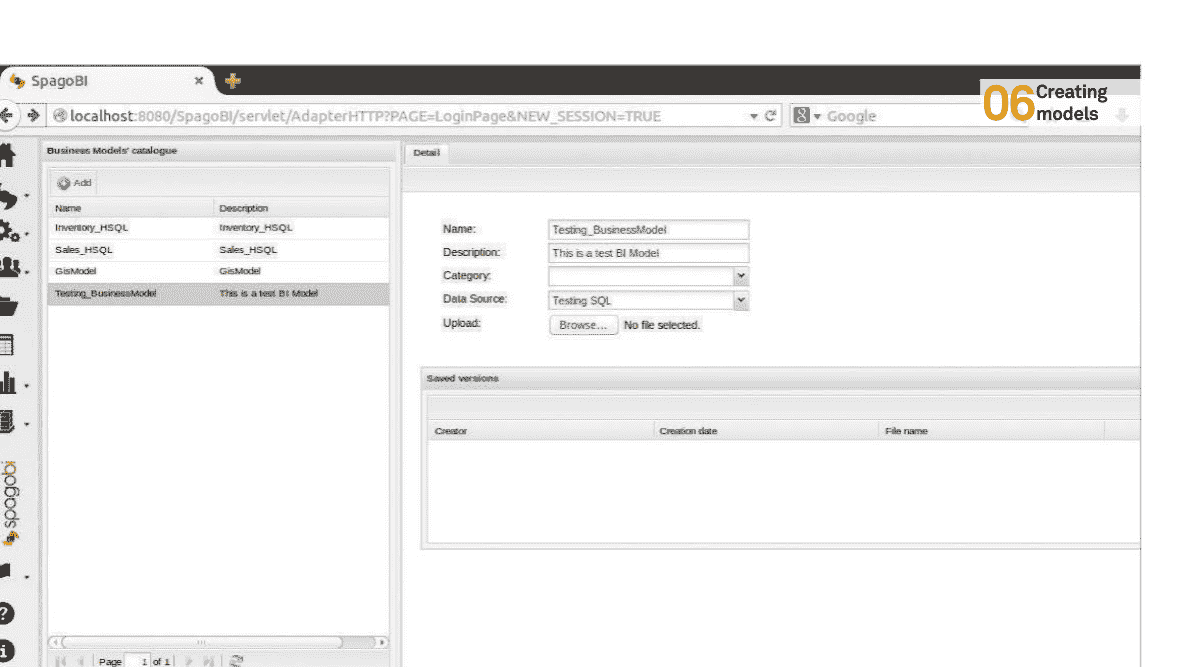 SpagoBI
06 Creating models
localhost:8080/SpagoBI/servlet/AdapterHTTP?PAGE=LoginPage&NEW_SESSION=TRUE
8 Google
Business Models' catalogue
Detail
Add
Name Description
Inventory_HSQL Inventory_HSQL
Sales_HSQL Sales_HSQL
GisModel GisModel
Testing_BusinessModel This is a test BI Model
Name: Testing_BusinessModel
Description: This is a test BI Model
Category:
Data Source: Testing SQL
Upload: Browse... No file selected.
Saved versions
Creator Creation date File name
spagobi
Page 1 of 1